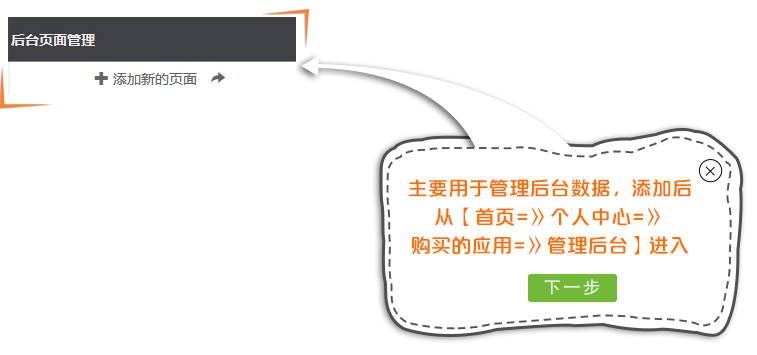 后台页面管理
添加新的页面
主要用于管理后台数据，添加后
从【首页=》个人中心=》
购买的应用=》管理后台】进入
下一步